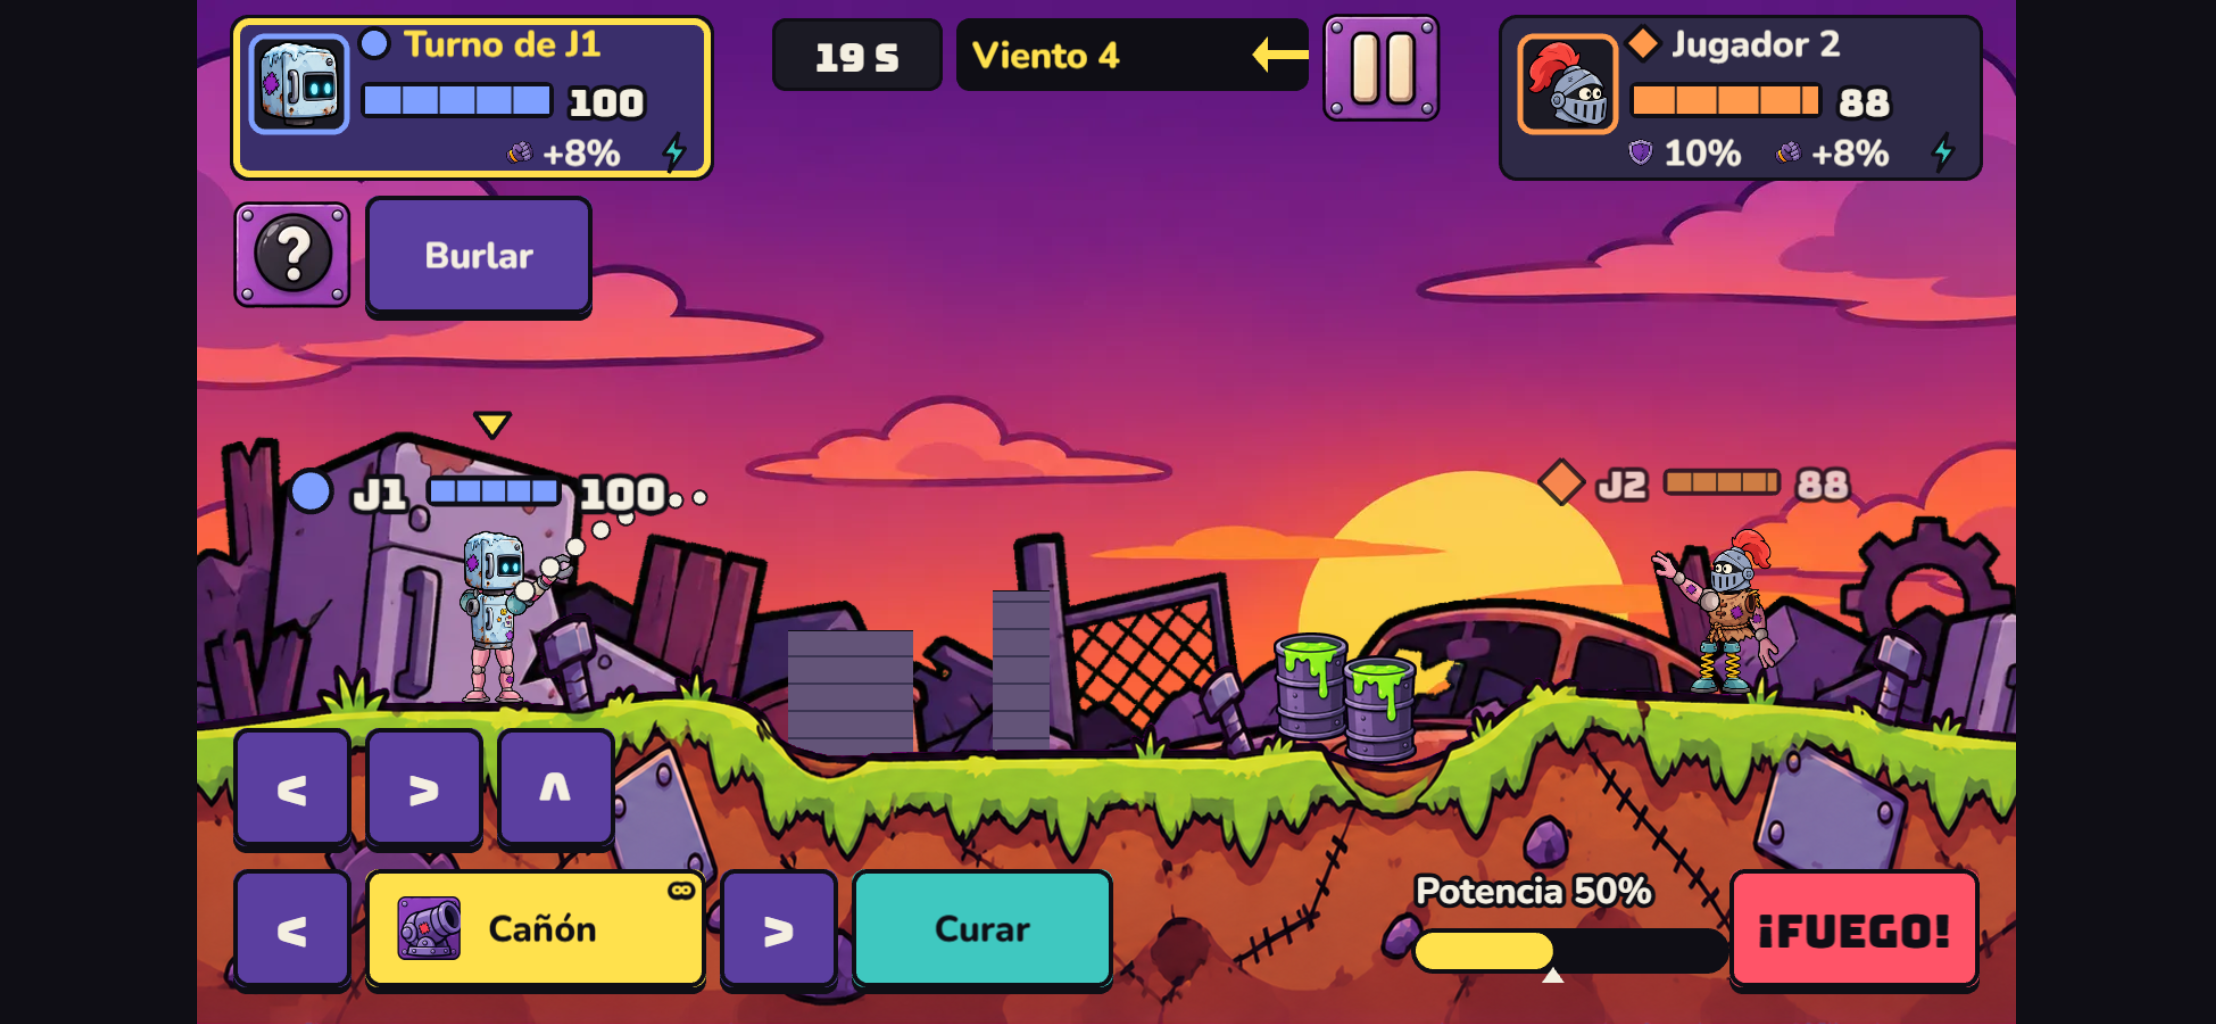 Turno de J1
100
+8%
19 S
Viento 4
Jugador 2
88
10%
+8%
?
Burlar
J1 100
J2 88
< > ^
< Cañón ∞ >
Curar
Potencia 50%
¡FUEGO!